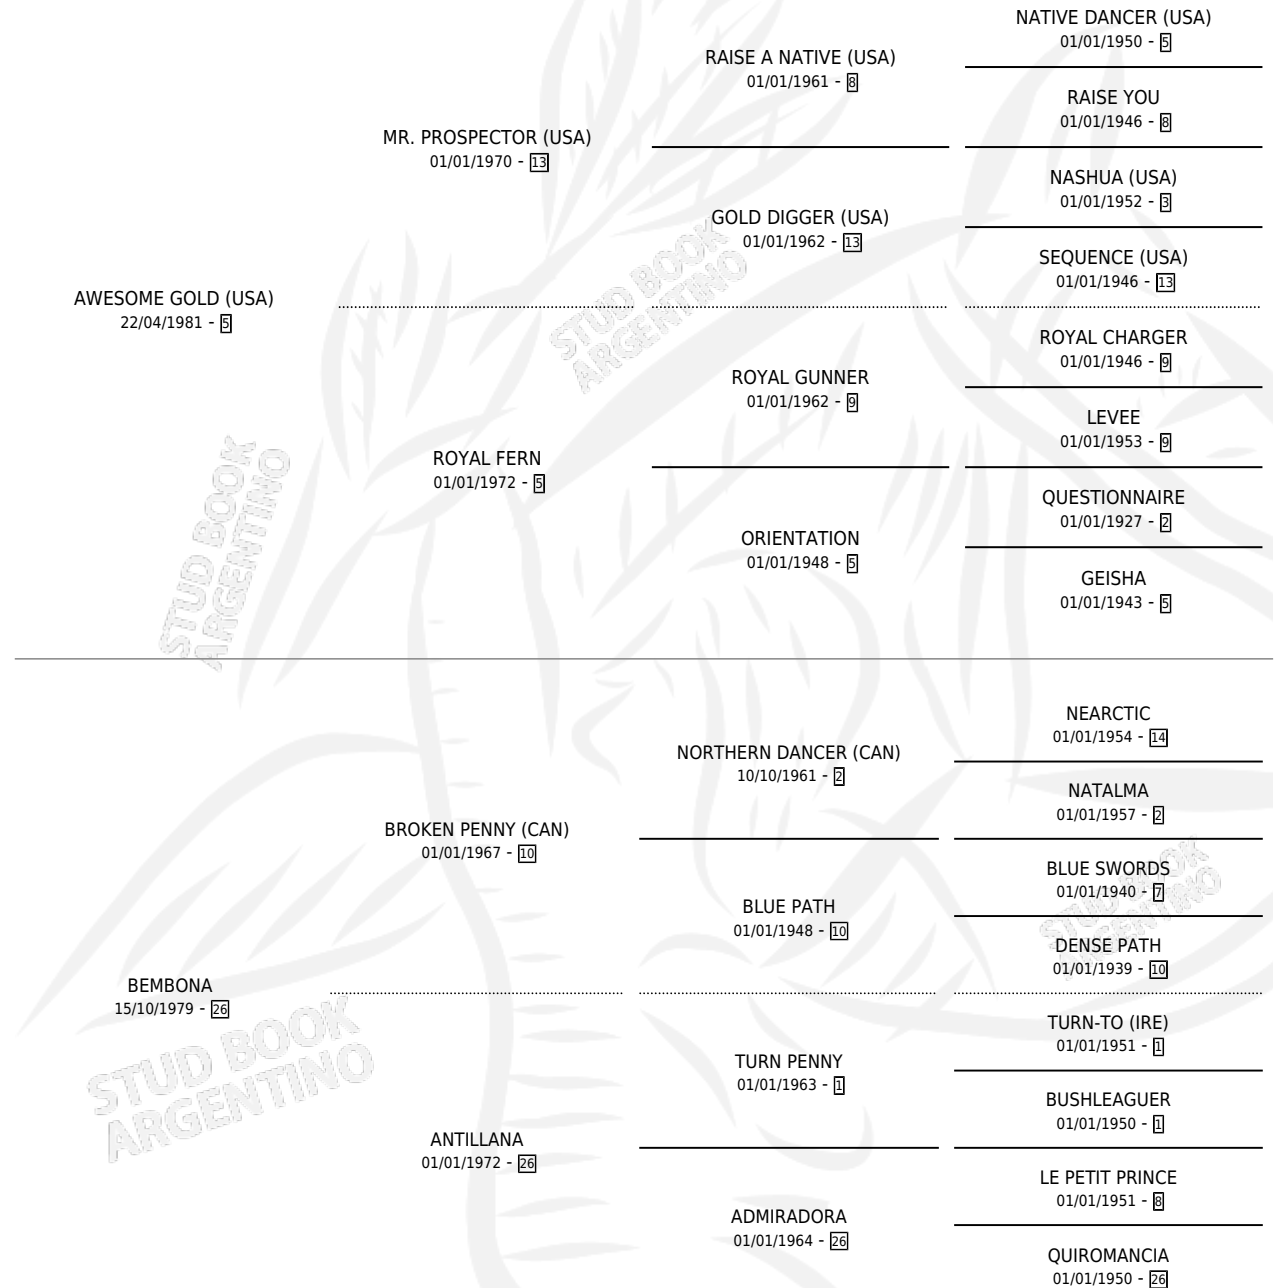 NATIVE DANCER (USA)
01/01/1950 - 5
RAISE A NATIVE (USA)
01/01/1961 - 8
RAISE YOU
01/01/1946 - 8
MR. PROSPECTOR (USA)
01/01/1970 - 13
NASHUA (USA)
01/01/1952 - 3
GOLD DIGGER (USA)
01/01/1962 - 13
SEQUENCE (USA)
01/01/1946 - 13
AWESOME GOLD (USA)
22/04/1981 - 5
ROYAL CHARGER
01/01/1946 - 9
ROYAL GUNNER
01/01/1962 - 9
LEVEE
01/01/1953 - 9
ROYAL FERN
01/01/1972 - 5
QUESTIONNAIRE
01/01/1927 - 2
ORIENTATION
01/01/1948 - 5
GEISHA
01/01/1943 - 5
NEARCTIC
01/01/1954 - 14
NORTHERN DANCER (CAN)
10/10/1961 - 2
NATALMA
01/01/1957 - 2
BROKEN PENNY (CAN)
01/01/1967 - 10
BLUE SWORDS
01/01/1940 - 7
BLUE PATH
01/01/1948 - 10
DENSE PATH
01/01/1939 - 10
BEMBONA
15/10/1979 - 26
TURN-TO (IRE)
01/01/1951 - 1
TURN PENNY
01/01/1963 - 1
BUSHLEAGUER
01/01/1950 - 1
ANTILLANA
01/01/1972 - 26
LE PETIT PRINCE
01/01/1951 - 8
ADMIRADORA
01/01/1964 - 26
QUIROMANCIA
01/01/1950 - 26
STUD BOOK
ARGENTINO
STUD BOOK
ARGENTINO
STUD BOOK
ARGENTINO
STUD BOOK
ARGENTINO